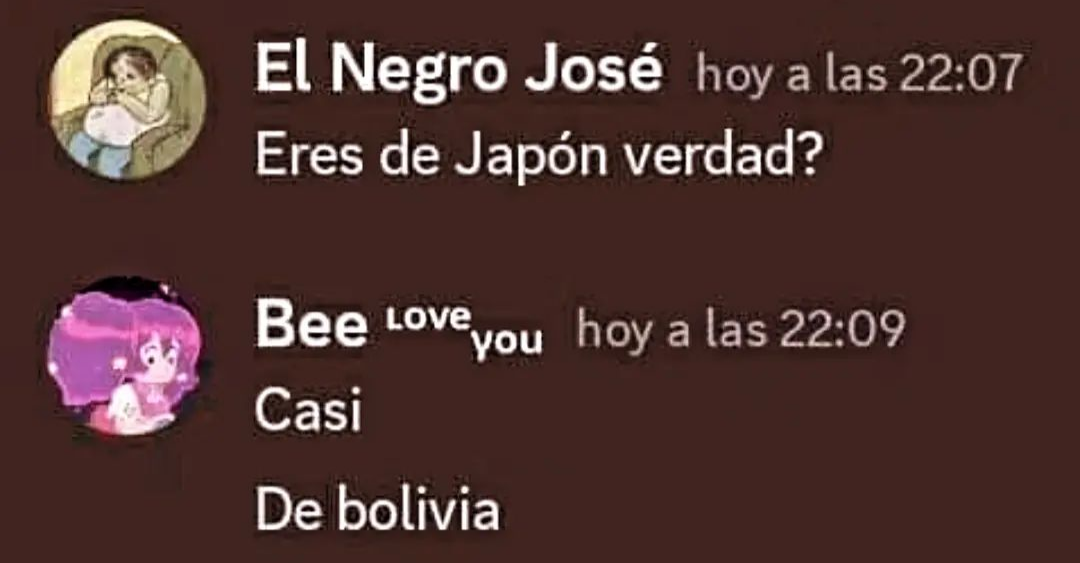 El Negro José hoy a las 22:07
Eres de Japón verdad?
Bee ᴸᴼⱽᴱyou hoy a las 22:09
Casi
De bolivia